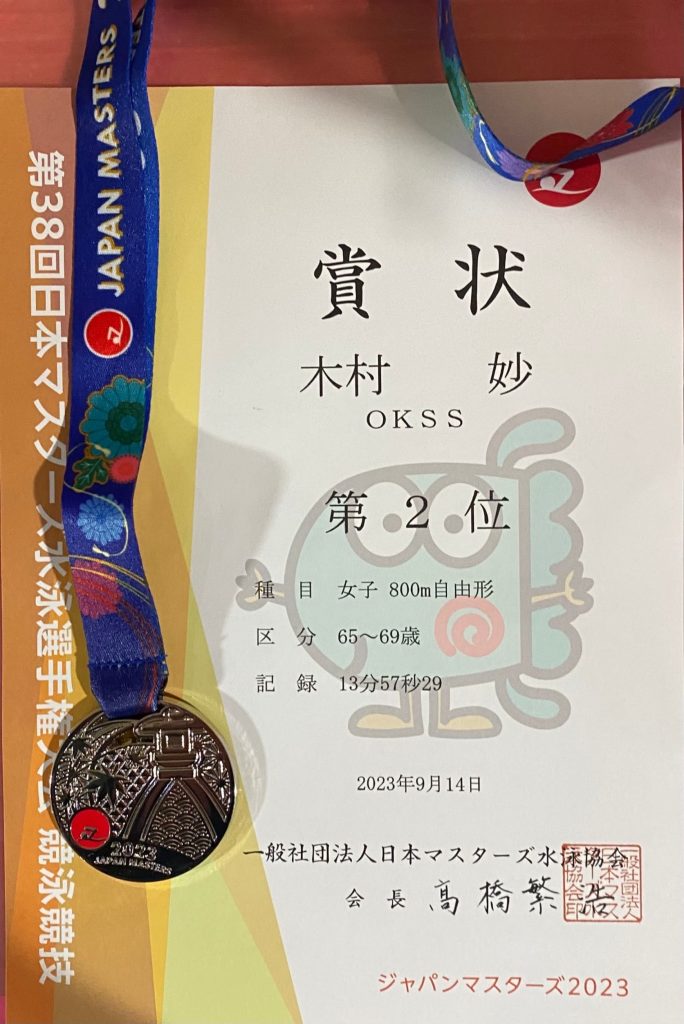 JAPAN MASTERS 2
第38回日本マスターズ水泳選手権大会 競泳競技
賞 状
木村 妙
OKSS
第 2 位
種 目 女子 800m自由形
区 分 65〜69歳
記 録 13分57秒29
2023年9月14日
一般社団法人日本マスターズ水泳協会
会 長 髙橋繁浩
ジャパンマスターズ2023
2023
JAPAN MASTERS